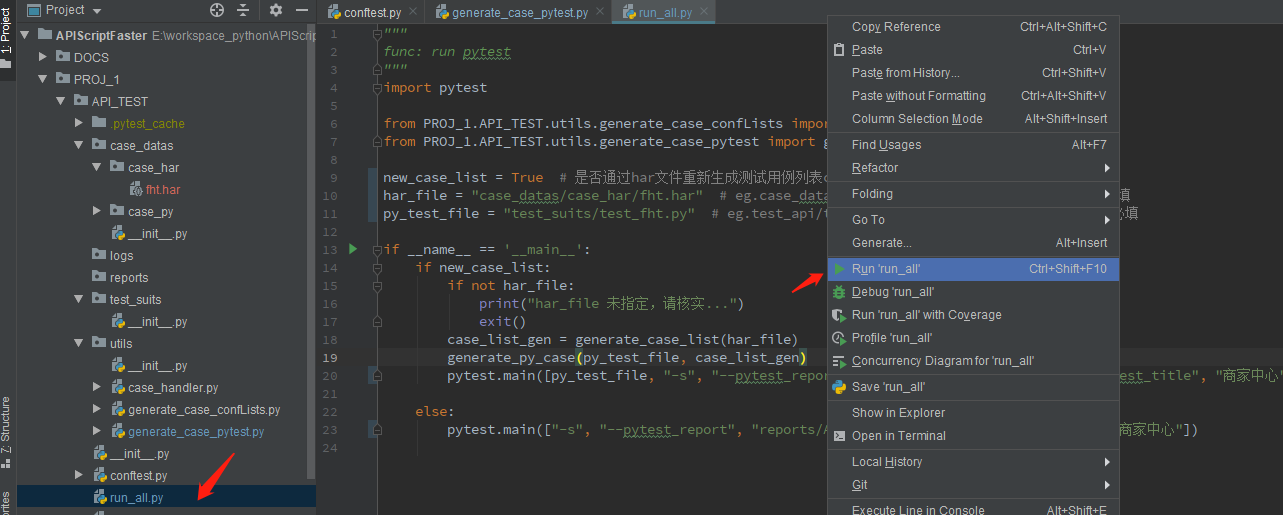 Project
conftest.py
generate_case_pytest.py
run_all.py
1: Project
Z: Structure
APIScriptFaster E:\workspace_python\APIScrip
DOCS
PROJ_1
API_TEST
.pytest_cache
case_datas
case_har
fht.har
case_py
__init__.py
logs
reports
test_suits
__init__.py
utils
__init__.py
case_handler.py
generate_case_confLists.py
generate_case_pytest.py
__init__.py
conftest.py
run_all.py
1 """
2 func: run pytest
3 """
4 import pytest
5
6 from PROJ_1.API_TEST.utils.generate_case_confLists impor
7 from PROJ_1.API_TEST.utils.generate_case_pytest import g
8
9 new_case_list = True # 是否通过har文件重新生成测试用例列表
10 har_file = "case_datas/case_har/fht.har" # eg.case_data 填
11 py_test_file = "test_suits/test_fht.py" # eg.test_api/ 必填
12
13 if __name__ == '__main__':
14 if new_case_list:
15 if not har_file:
16 print("har_file 未指定，请核实...")
17 exit()
18 case_list_gen = generate_case_list(har_file)
19 generate_py_case(py_test_file, case_list_gen)
20 pytest.main([py_test_file, "-s", "--pytest_repor est_title", "商家中心"
21
22 else:
23 pytest.main(["-s", "--pytest_report", "reports/A 商家中心"])
24
Copy Reference Ctrl+Alt+Shift+C
Paste Ctrl+V
Paste from History... Ctrl+Shift+V
Paste without Formatting Ctrl+Alt+Shift+V
Column Selection Mode Alt+Shift+Insert
Find Usages Alt+F7
Refactor
Folding
Go To
Generate... Alt+Insert
Run 'run_all' Ctrl+Shift+F10
Debug 'run_all'
Run 'run_all' with Coverage
Profile 'run_all'
Concurrency Diagram for 'run_all'
Save 'run_all'
Show in Explorer
Open in Terminal
Local History
Git
Execute Line in Console Alt+Shift+E